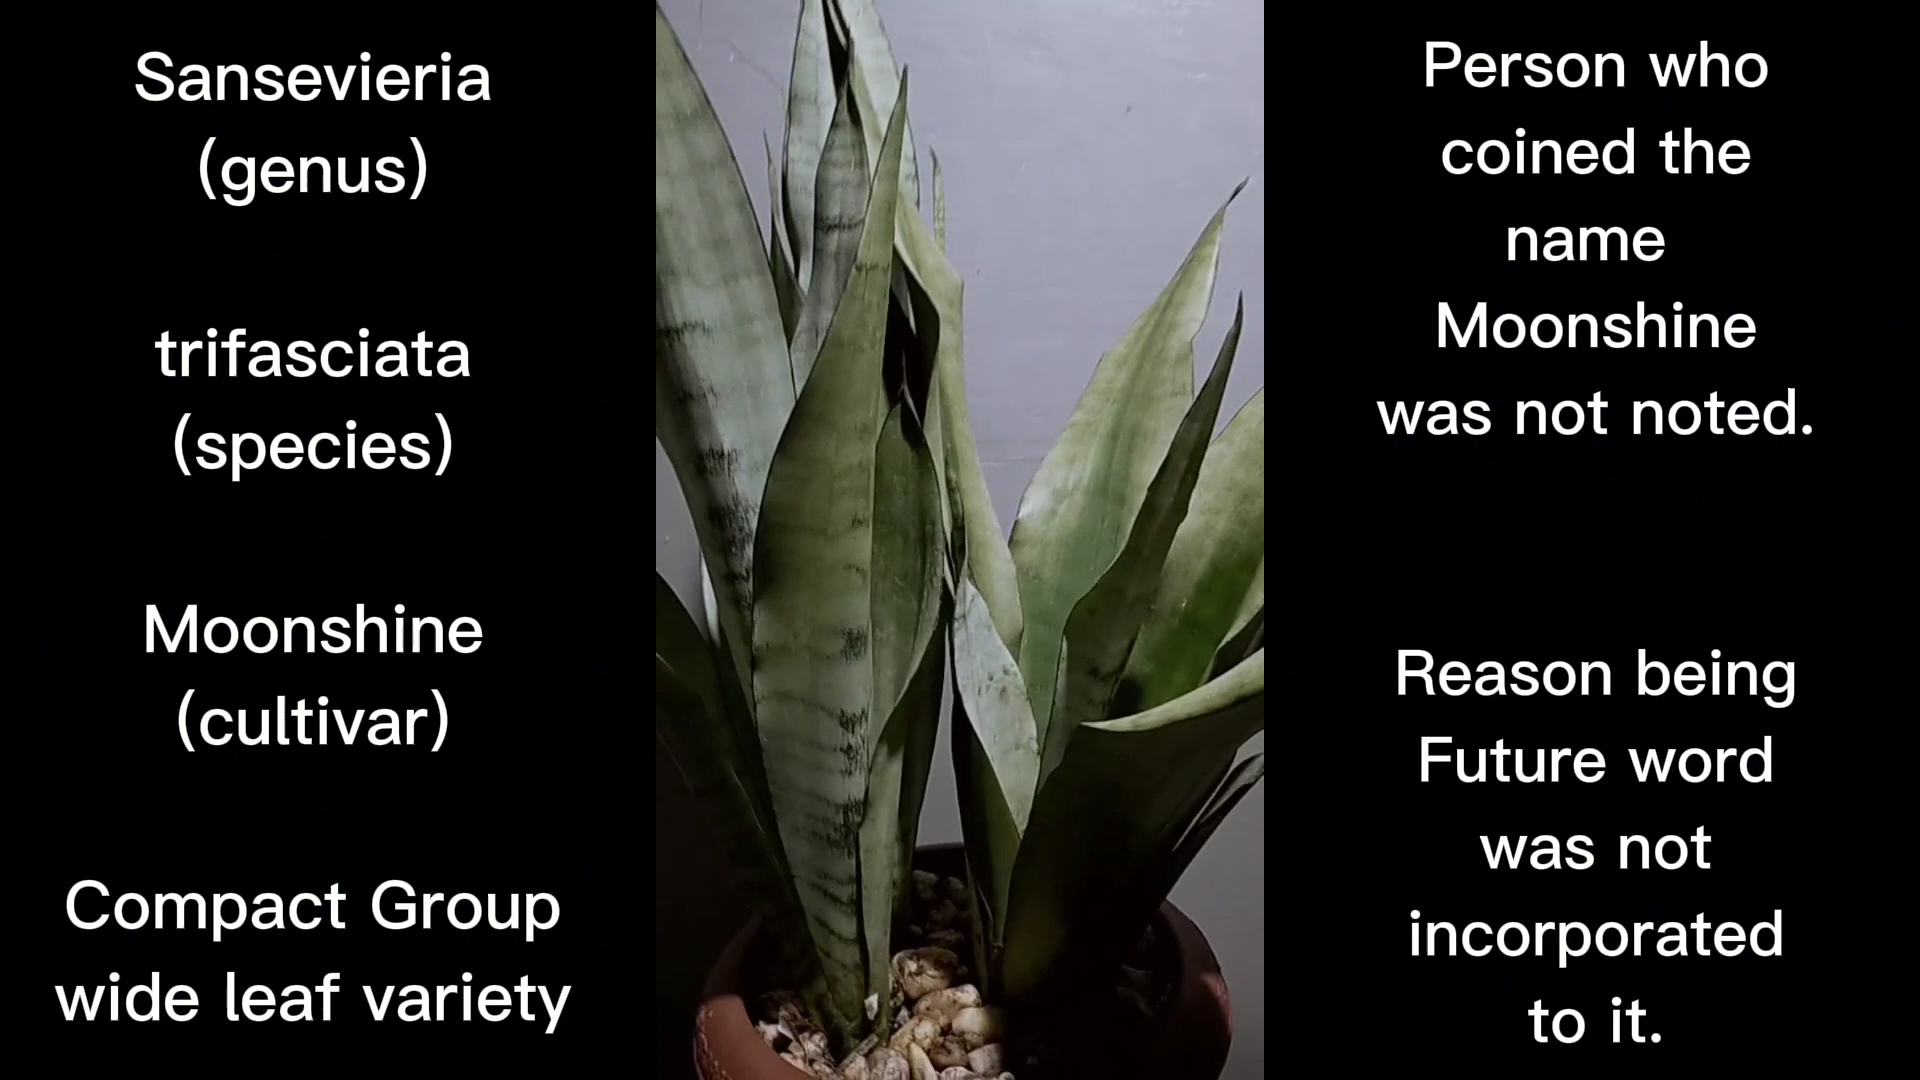 Sansevieria
(genus)
trifasciata
(species)
Moonshine
(cultivar)
Compact Group
wide leaf variety
Person who
coined the
name
Moonshine
was not noted.
Reason being
Future word
was not
incorporated
to it.